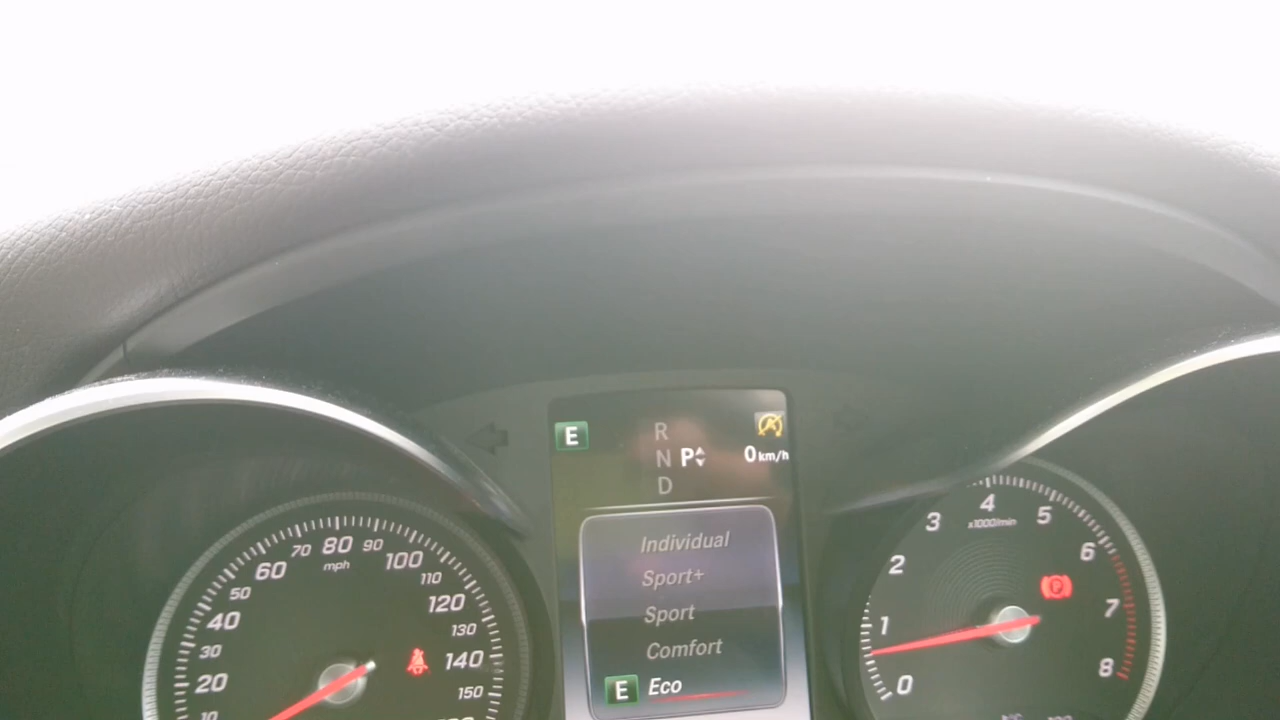 E
R
N P
D
0 km/h
Individual
Sport+
Sport
Comfort
E Eco
10
20
30
40
50
60
70
80
90
100
110
120
130
140
150
mph
0
1
2
3
4
5
6
7
8
x1000/min
P